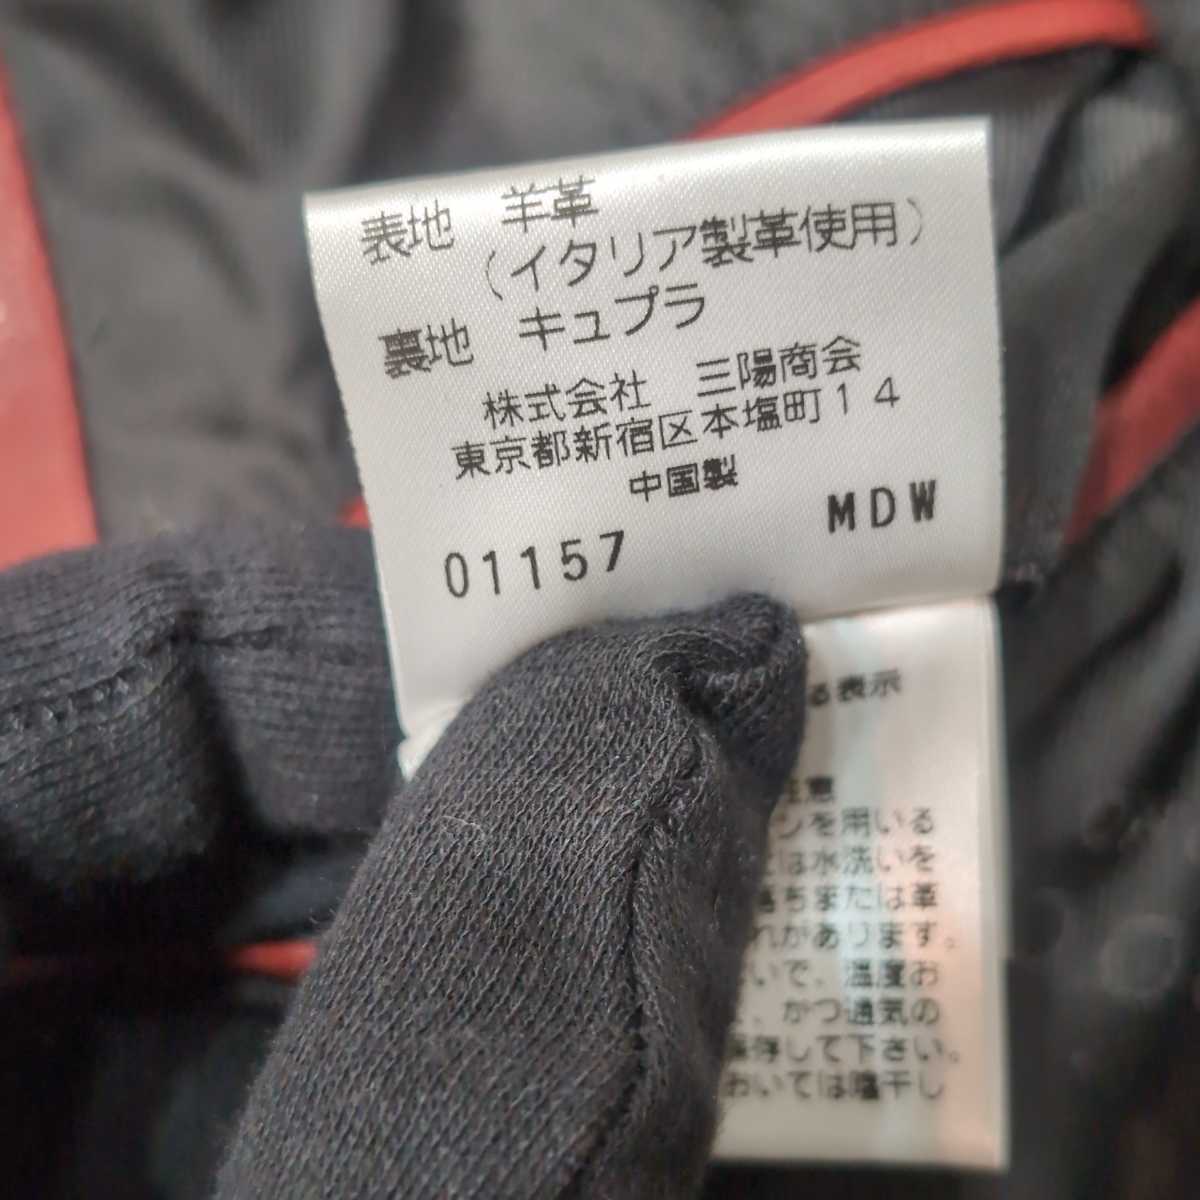 表地 羊革
(イタリア製革使用)
裏地 キュプラ
株式会社 三陽商会
東京都新宿区本塩町14
中国製
01157 MDW
る表示
注意
ンを用いる
は水洗いを
落ちまたは革
れがあります。
いで、温度お
、かつ通気の
保存して下さい。
おいては陰干し